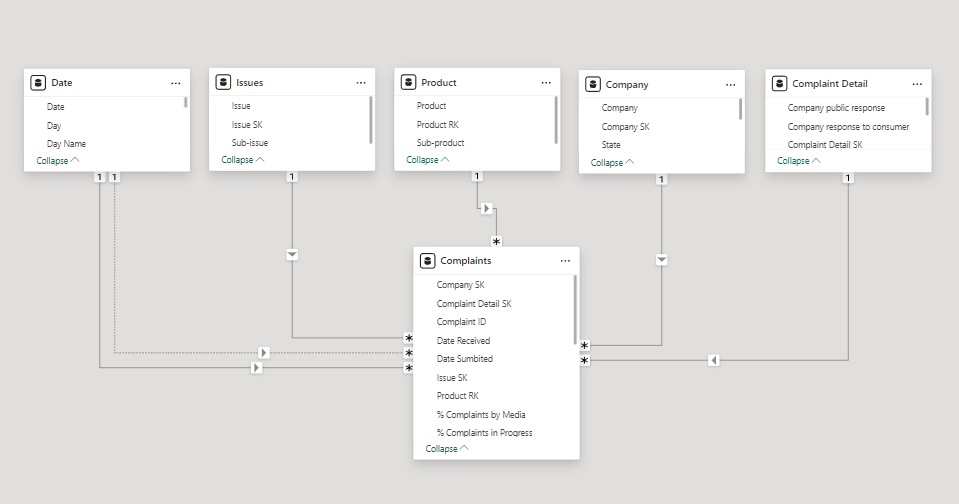 Date
Date
Day
Day Name
Collapse
Issues
Issue
Issue SK
Sub-issue
Collapse
Product
Product
Product RK
Sub-product
Collapse
Company
Company
Company SK
State
Collapse
Complaint Detail
Company public response
Company response to consumer
Complaint Detail SK
Collapse
1
1
1
1
1
1
*
Complaints
Company SK
Complaint Detail SK
Complaint ID
Date Received
Date Sumbited
Issue SK
Product RK
% Complaints by Media
% Complaints in Progress
Collapse
*
*
*
*
*